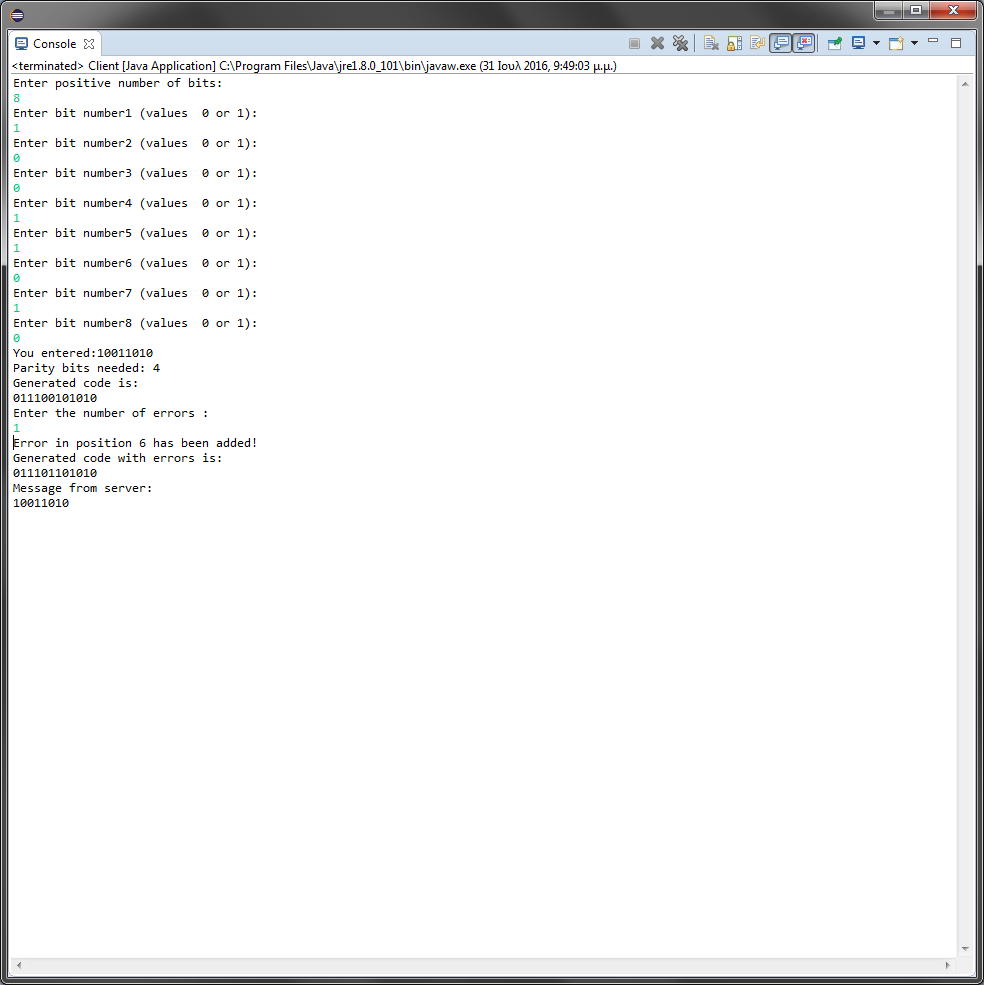 Console
<terminated> Client [Java Application] C:\Program Files\Java\jre1.8.0_101\bin\javaw.exe (31 Ιουλ 2016, 9:49:03 μ.μ.)
Enter positive number of bits:
8
Enter bit number1 (values  0 or 1):
1
Enter bit number2 (values  0 or 1):
0
Enter bit number3 (values  0 or 1):
0
Enter bit number4 (values  0 or 1):
1
Enter bit number5 (values  0 or 1):
1
Enter bit number6 (values  0 or 1):
0
Enter bit number7 (values  0 or 1):
1
Enter bit number8 (values  0 or 1):
0
You entered:10011010
Parity bits needed: 4
Generated code is:
011100101010
Enter the number of errors :
1
Error in position 6 has been added!
Generated code with errors is:
011101101010
Message from server:
10011010